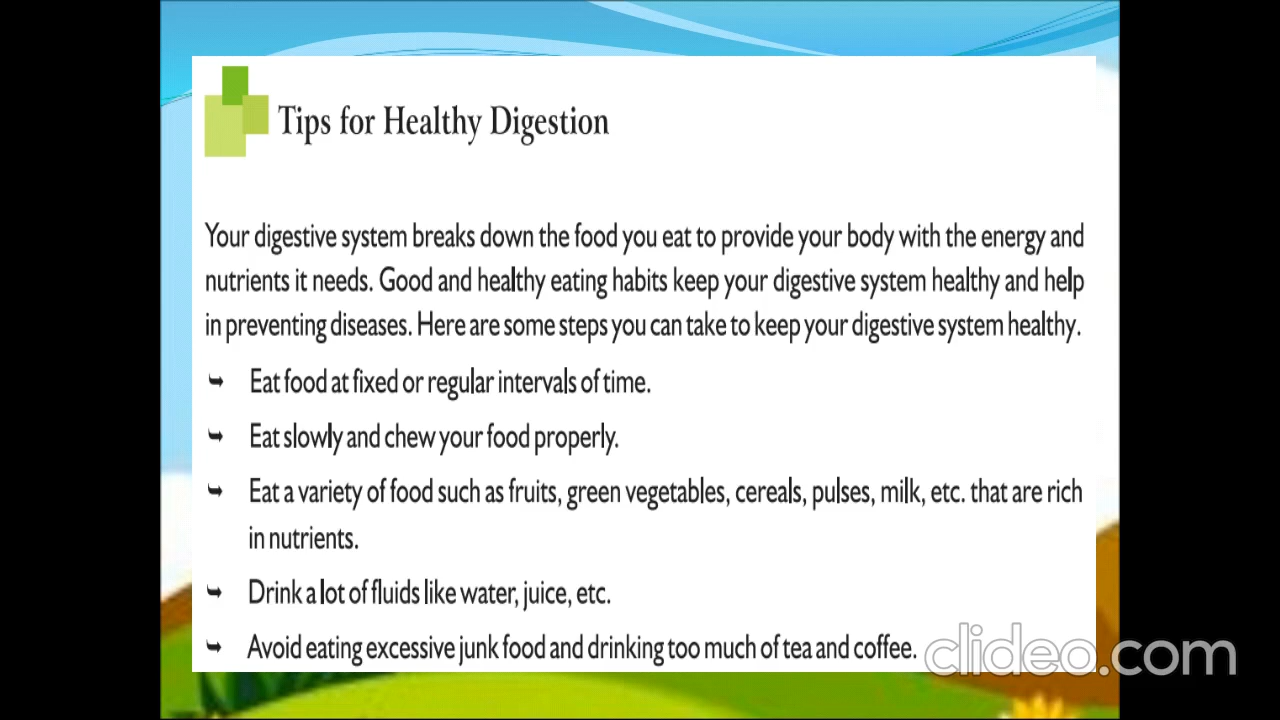 Tips for Healthy Digestion
Your digestive system breaks down the food you eat to provide your body with the energy and
nutrients it needs. Good and healthy eating habits keep your digestive system healthy and help
in preventing diseases. Here are some steps you can take to keep your digestive system healthy.
➥ Eat food at fixed or regular intervals of time.
➥ Eat slowly and chew your food properly.
➥ Eat a variety of food such as fruits, green vegetables, cereals, pulses, milk, etc. that are rich
in nutrients.
➥ Drink a lot of fluids like water, juice, etc.
➥ Avoid eating excessive junk food and drinking too much of tea and coffee.
clideo.com